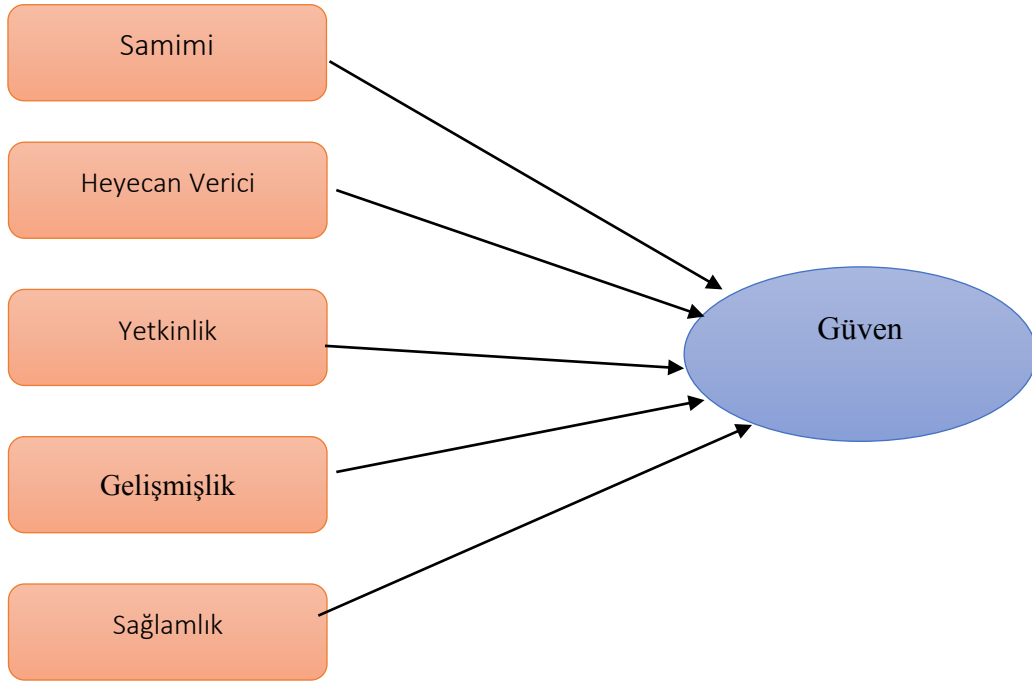 Samimi
Heyecan Verici
Yetkinlik
Gelişmişlik
Sağlamlık
Güven